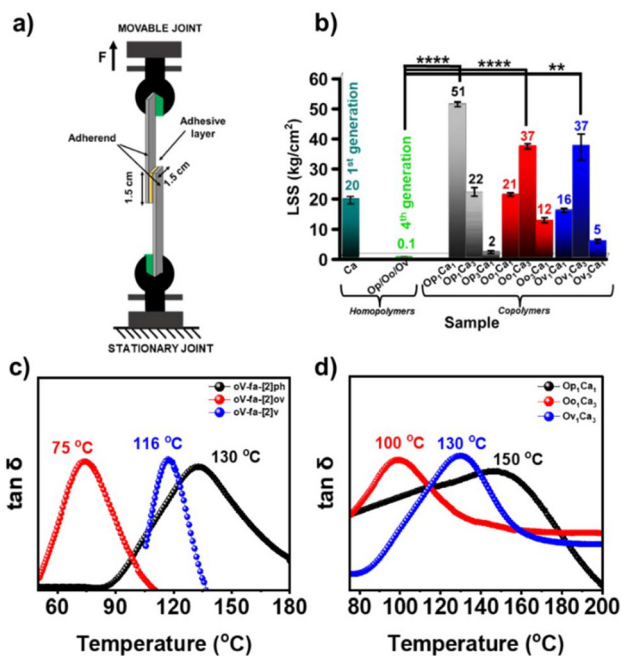 a)
MOVABLE JOINT
F
Adherend
Adhesive
layer
1.5 cm
1.5 cm
STATIONARY JOINT
b)
****
****
**
LSS (kg/cm²)
60
50
40
30
20
10
0
20
1st generation
0.1
4th generation
51
22
2
21
37
12
16
37
5
Ca
Op/Oo/Ov
Op₁Ca₁
Op₁Ca₃
Op₃Ca₁
Oo₁Ca₁
Oo₁Ca₃
Oo₃Ca₁
Ov₁Ca₁
Ov₁Ca₃
Ov₃Ca₁
Homopolymers
Copolymers
Sample
c)
oV-fa-[2]ph
oV-fa-[2]ov
oV-fa-[2]v
75 °C
116 °C
130 °C
tan δ
60 90 120 150 180
Temperature (°C)
d)
Op₁Ca₁
Oo₁Ca₃
Ov₁Ca₃
100 °C
130 °C
150 °C
tan δ
80 100 120 140 160 180 200
Temperature (°C)